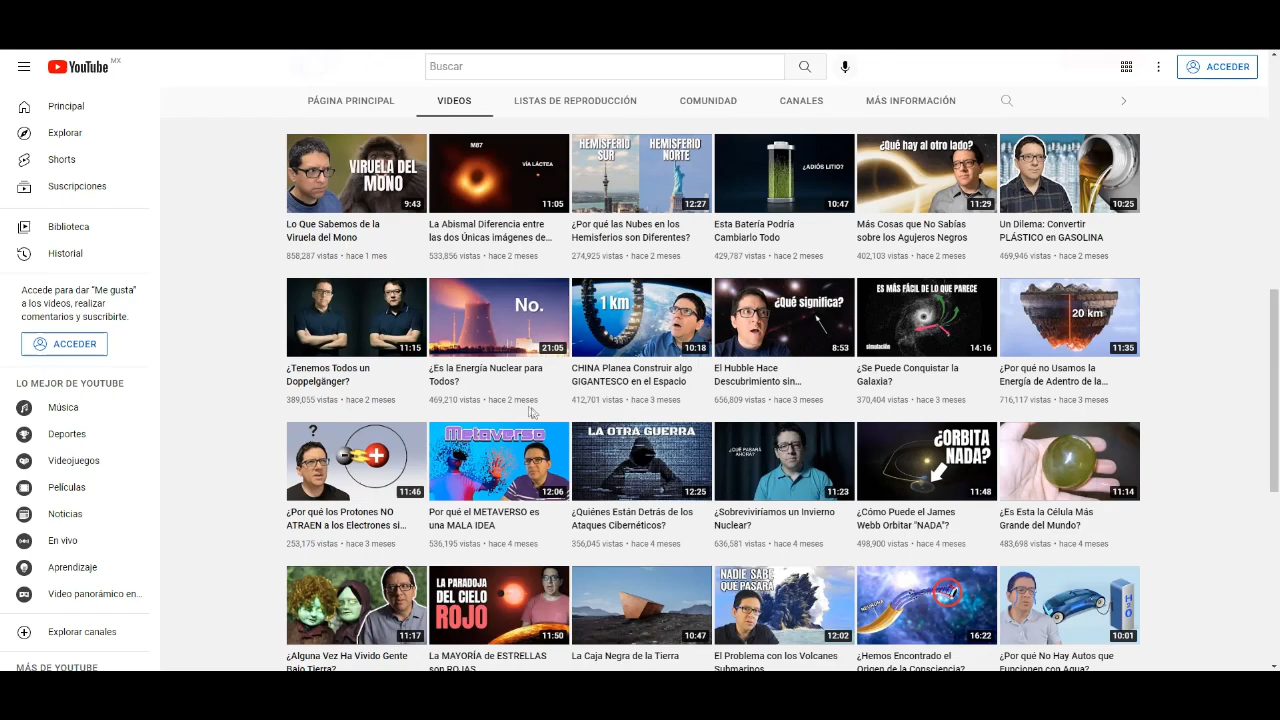 YouTube MX
Buscar
ACCEDER
Principal
Explorar
Shorts
Suscripciones
Biblioteca
Historial
Accede para dar “Me gusta”
a los videos, realizar
comentarios y suscribirte.
ACCEDER
LO MEJOR DE YOUTUBE
Música
Deportes
Videojuegos
Películas
Noticias
En vivo
Aprendizaje
Video panorámico en...
Explorar canales
MÁS DE YOUTUBE
PÁGINA PRINCIPAL
VIDEOS
LISTAS DE REPRODUCCIÓN
COMUNIDAD
CANALES
MÁS INFORMACIÓN
VIRUELA DEL
MONO
9:43
Lo Que Sabemos de la
Viruela del Mono
858,287 vistas • hace 1 mes
M87
VÍA LÁCTEA
11:05
La Abismal Diferencia entre
las dos Únicas imágenes de...
533,856 vistas • hace 2 meses
HEMISFERIO
SUR
HEMISFERIO
NORTE
12:27
¿Por qué las Nubes en los
Hemisferios son Diferentes?
274,925 vistas • hace 2 meses
¿ADIÓS LITIO?
10:47
Esta Batería Podría
Cambiarlo Todo
429,787 vistas • hace 2 meses
¿Qué hay al otro lado?
11:29
Más Cosas que No Sabías
sobre los Agujeros Negros
402,103 vistas • hace 2 meses
10:25
Un Dilema: Convertir
PLÁSTICO en GASOLINA
469,946 vistas • hace 2 meses
11:15
¿Tenemos Todos un
Doppelgänger?
389,055 vistas • hace 2 meses
No.
21:05
¿Es la Energía Nuclear para
Todos?
469,210 vistas • hace 2 meses
1 km
10:18
CHINA Planea Construir algo
GIGANTESCO en el Espacio
412,701 vistas • hace 3 meses
¿Qué significa?
8:53
El Hubble Hace
Descubrimiento sin...
656,809 vistas • hace 3 meses
ES MÁS FÁCIL DE LO QUE PARECE
simulación
14:16
¿Se Puede Conquistar la
Galaxia?
370,404 vistas • hace 3 meses
20 km
11:35
¿Por qué no Usamos la
Energía de Adentro de la...
716,117 vistas • hace 3 meses
?
- +
11:46
¿Por qué los Protones NO
ATRAEN a los Electrones si...
253,175 vistas • hace 3 meses
Metaverso
12:06
Por qué el METAVERSO es
una MALA IDEA
536,195 vistas • hace 4 meses
LA OTRA GUERRA
12:25
¿Quiénes Están Detrás de los
Ataques Cibernéticos?
356,045 vistas • hace 4 meses
¿QUÉ PASARÁ
AHORA?
11:23
¿Sobreviviríamos un Invierno
Nuclear?
636,581 vistas • hace 4 meses
¿ORBITA
NADA?
11:48
¿Cómo Puede el James
Webb Orbitar "NADA"?
498,900 vistas • hace 4 meses
11:14
¿Es Esta la Célula Más
Grande del Mundo?
483,698 vistas • hace 4 meses
11:17
¿Alguna Vez Ha Vivido Gente
Bajo Tierra?
LA PARADOJA
DEL CIELO
ROJO
11:50
La MAYORÍA de ESTRELLAS
son ROJAS
10:47
La Caja Negra de la Tierra
NADIE SABE
QUÉ PASARÁ
12:02
El Problema con los Volcanes
Submarinos
NEURONA
16:22
¿Hemos Encontrado el
Origen de la Consciencia?
H2O
10:01
¿Por qué No Hay Autos que
Funcionen con Agua?